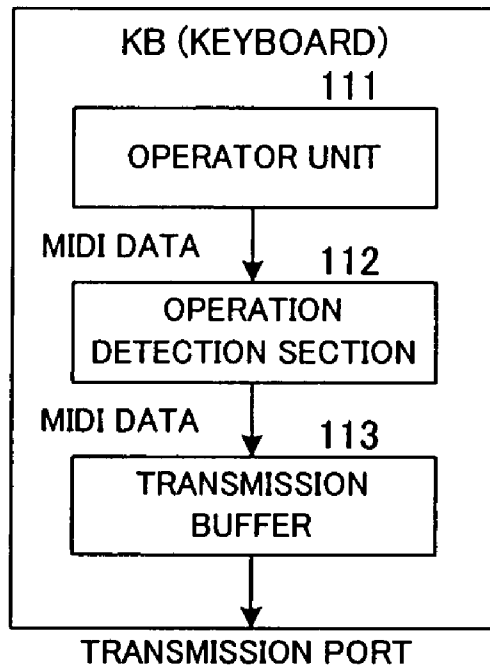 KB (KEYBOARD)
111
OPERATOR UNIT
MIDI DATA
112
OPERATION
DETECTION SECTION
MIDI DATA
113
TRANSMISSION
BUFFER
TRANSMISSION PORT